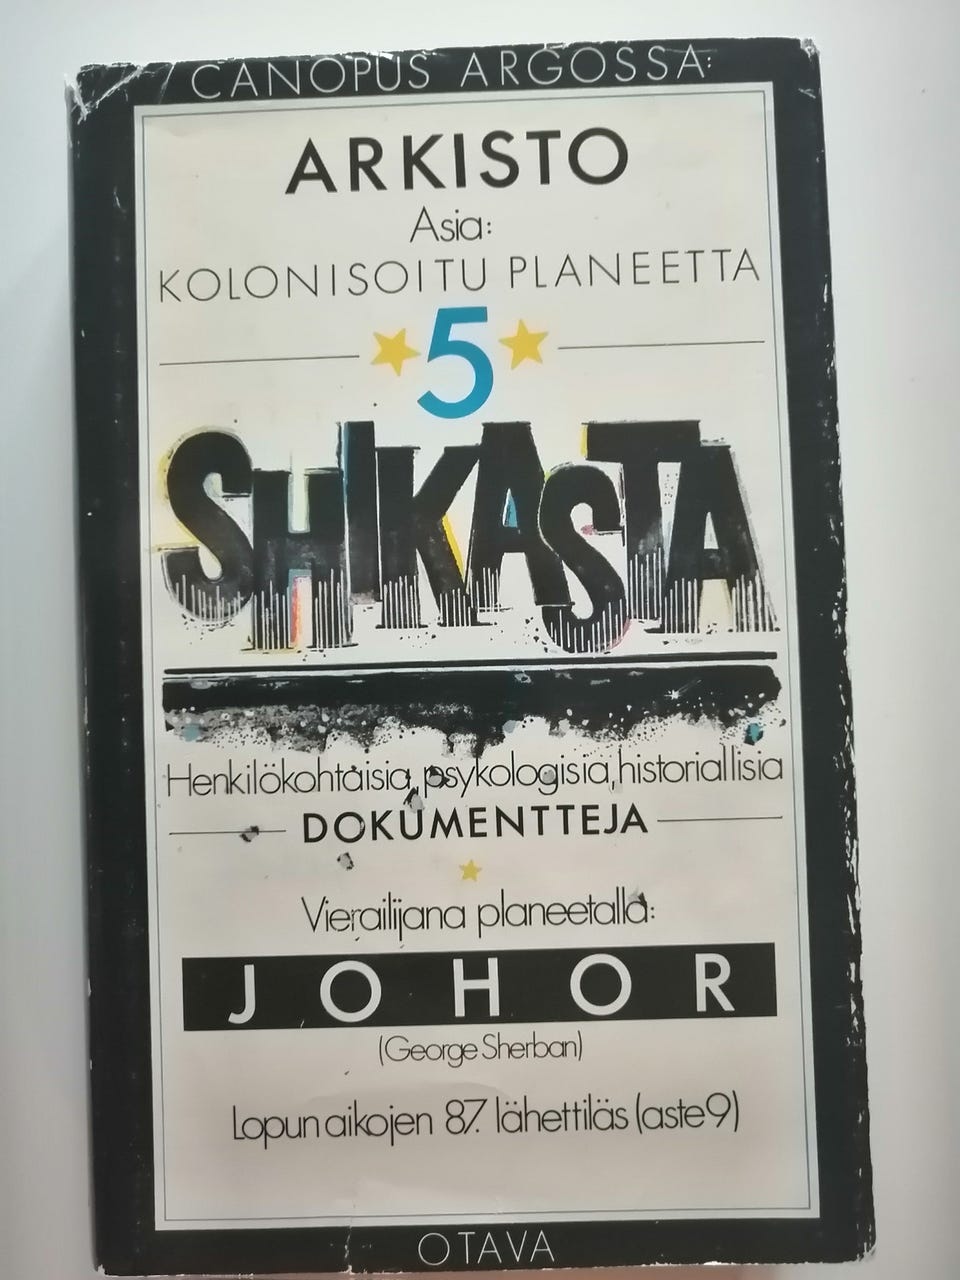 CANOPUS ARGOSSA:
ARKISTO
Asia:
KOLONISOITU PLANEETTA
5
SHIKASTA
Henkilökohtaisia, psykologisia, historiallisia
DOKUMENTTEJA
Vierailijana planeetalla:
JOHOR
(George Sherban)
Lopun aikojen 87. lähettiläs (aste 9)
OTAVA